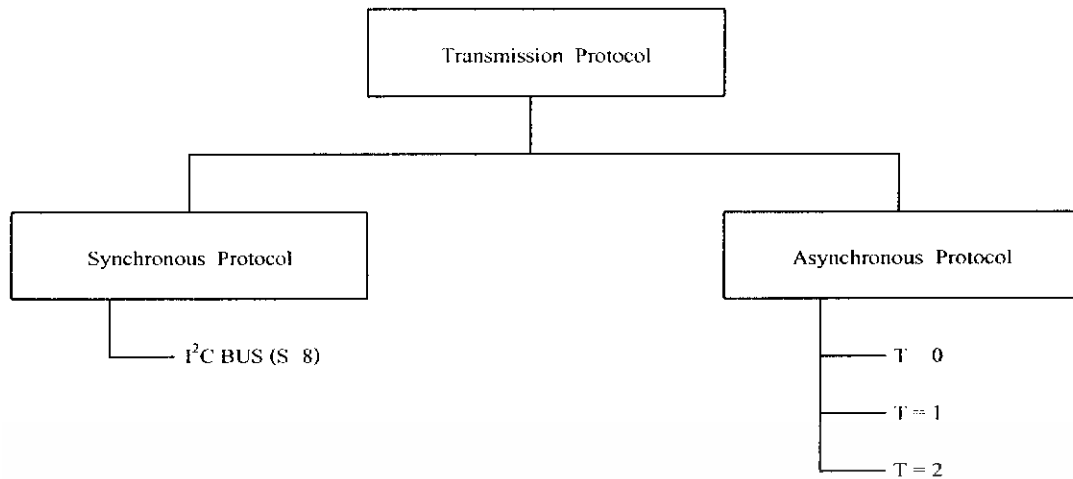 Transmission Protocol
Synchronous Protocol
Asynchronous Protocol
I²C BUS (S 8)
T 0
T = 1
T = 2